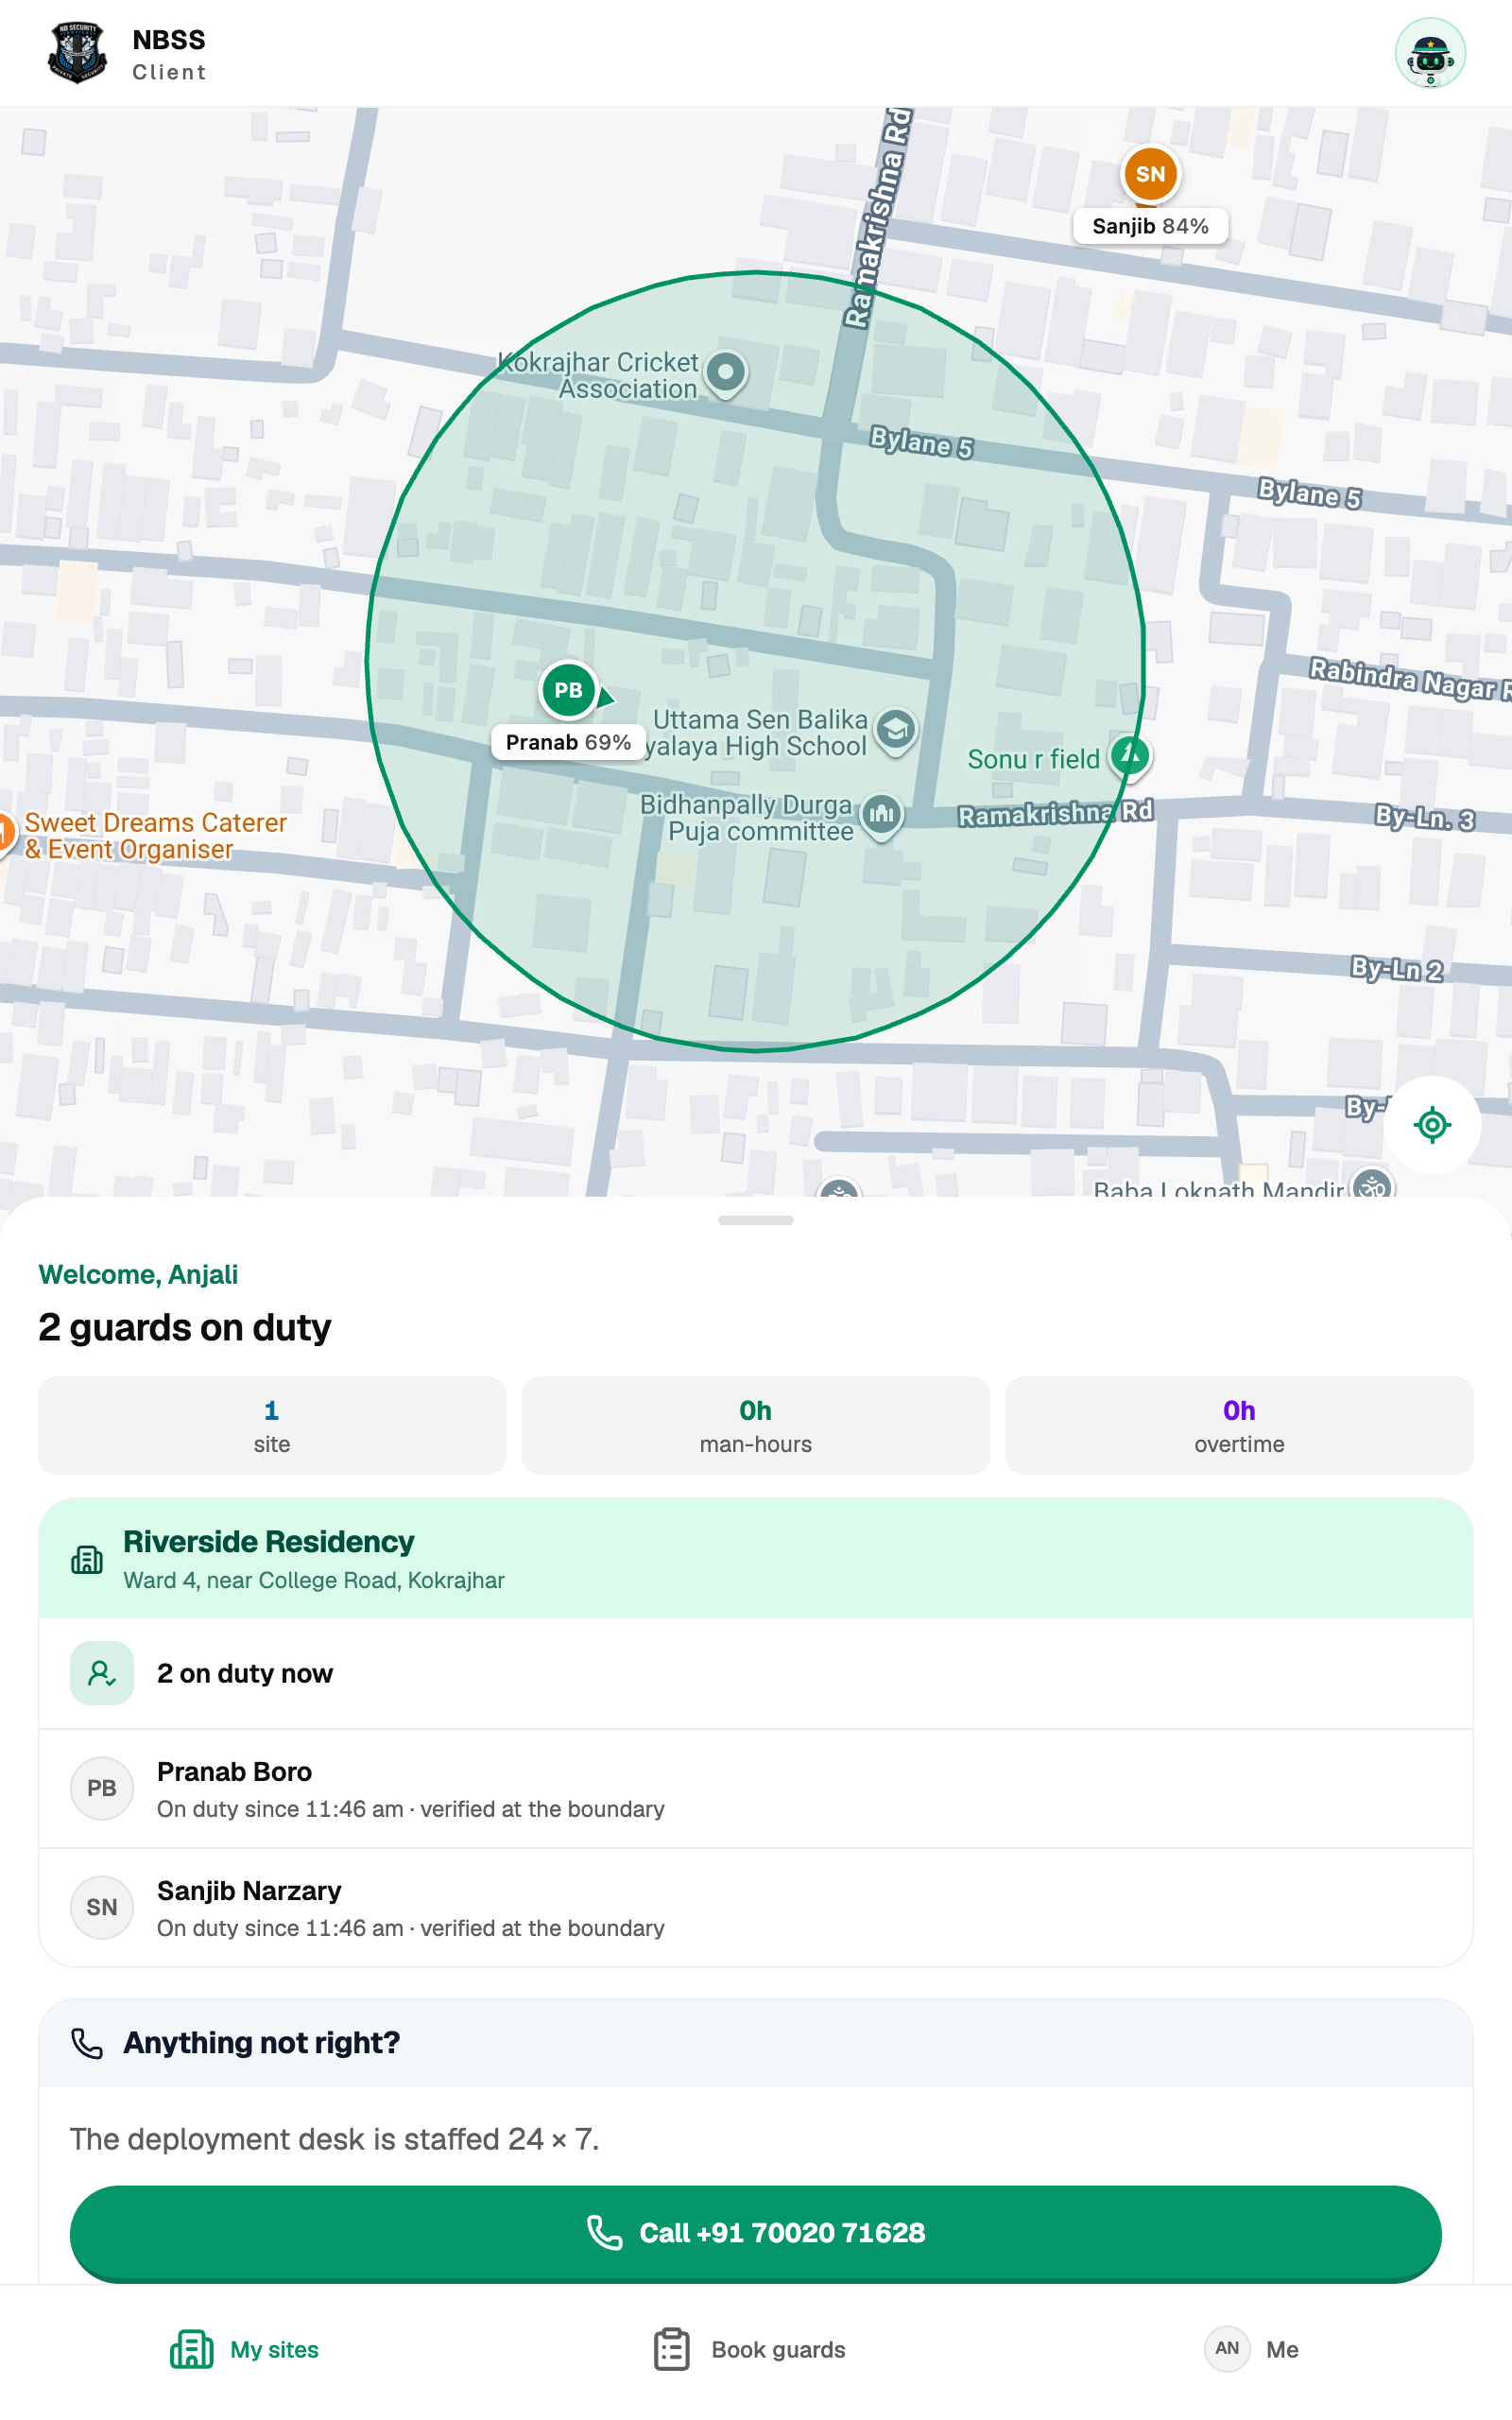 NB SECURITY
NBSS
Client
Ramakrishna Rd
SN
Sanjib 84%
Kokrajhar Cricket
Association
Bylane 5
Bylane 5
Rabindra Nagar R
PB
Pranab 69%
Uttama Sen Balika
yalaya High School
Sonu r field
Bidhanpally Durga
Puja committee
Ramakrishna Rd
By-Ln. 3
Sweet Dreams Caterer
& Event Organiser
By-Ln 2
By-
Baba Loknath Mandir
Welcome, Anjali
2 guards on duty
1
site
0h
man-hours
0h
overtime
Riverside Residency
Ward 4, near College Road, Kokrajhar
2 on duty now
PB
Pranab Boro
On duty since 11:46 am · verified at the boundary
SN
Sanjib Narzary
On duty since 11:46 am · verified at the boundary
Anything not right?
The deployment desk is staffed 24 × 7.
Call +91 70020 71628
My sites
Book guards
AN
Me